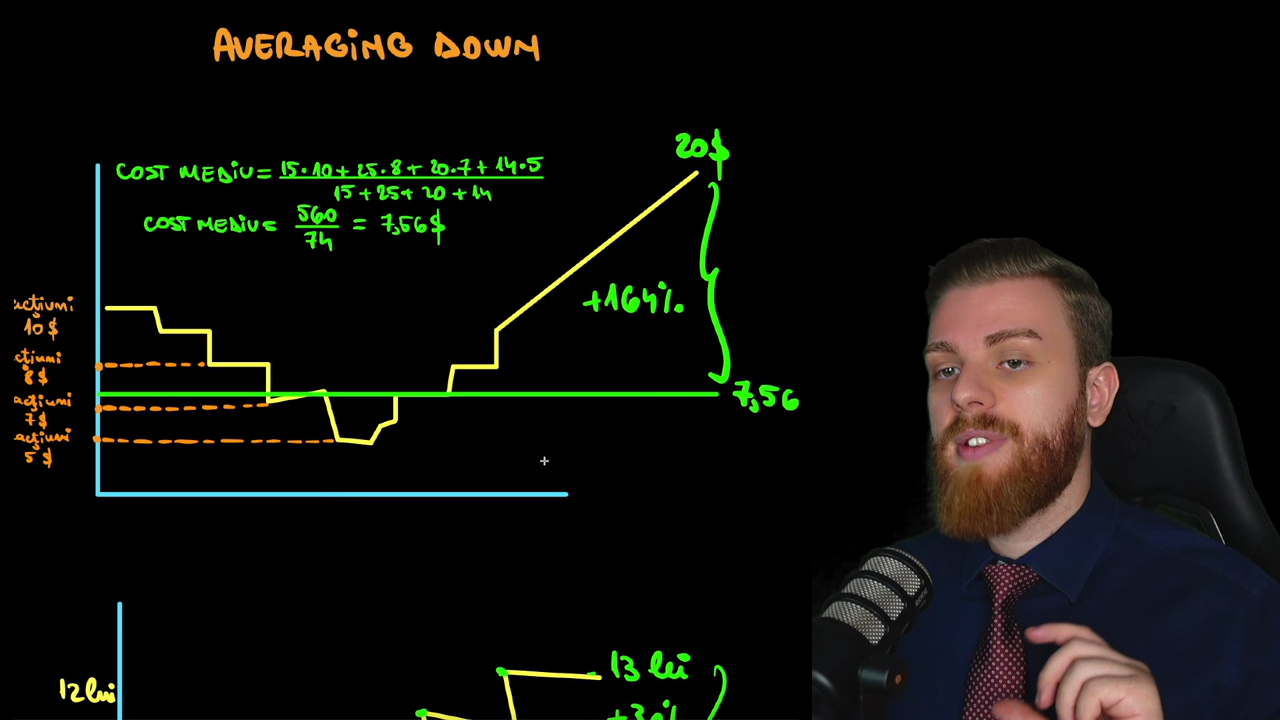 AVERAGING DOWN
20$
COST MEDIU = 15·10+25·8+20·7+14·5
15+25+20+14
COST MEDIU = 560
74
= 7,56$
acțiuni
10$
+164%
cțiuni
8$
7,56
acțiuni
7$
acțiuni
5$
13 lei
12 lei